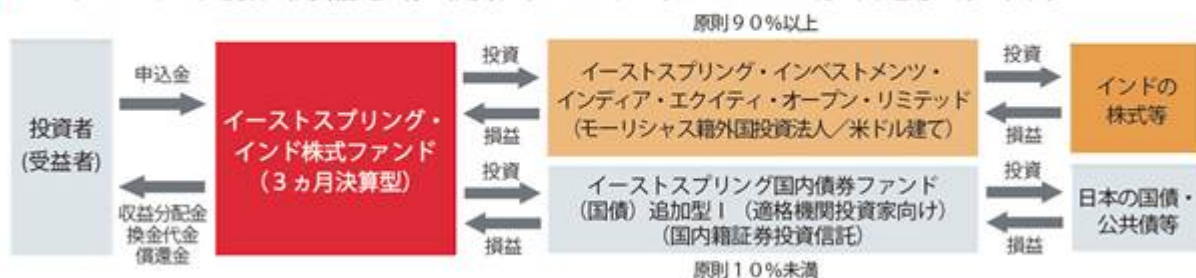 原則90%以上
投資者
(受益者)
申込金
収益分配金
換金代金
償還金
イーストスプリング・
インド株式ファンド
(3ヵ月決算型)
投資
損益
投資
損益
イーストスプリング・インベストメンツ・
インディア・エクイティ・オープン・リミテッド
(モーリシャス籍外国投資法人/米ドル建て)
イーストスプリング国内債券ファンド
(国債)追加型Ⅰ(適格機関投資家向け)
(国内籍証券投資信託)
原則10%未満
投資
損益
投資
損益
インドの
株式等
日本の国債・
公共債等